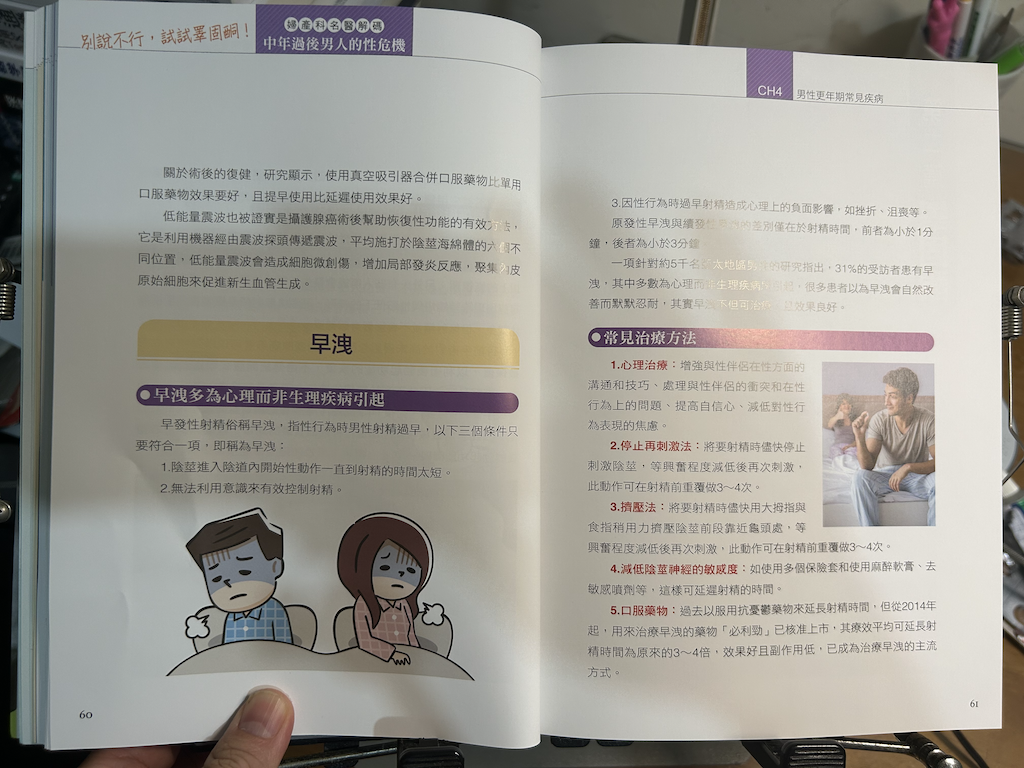 別說不行，試試睪固酮！
泌尿科名醫解碼
中年過後男人的性危機
關於術後的復健，研究顯示，使用真空吸引器合併口服藥物比單用
口服藥物效果要好，且提早使用比延遲使用效果好。
低能量震波也被證實是攝護腺癌術後幫助恢復性功能的有效方法，
它是利用機器經由震波探頭傳遞震波，平均施打於陰莖海綿體的六個不
同位置，低能量震波會造成細胞微創傷，增加局部發炎反應，聚集內皮
原始細胞來促進新生血管生成。
早洩
早洩多為心理而非生理疾病引起
早發性射精俗稱早洩，指性行為時男性射精過早，以下三個條件只
要符合一項，即稱為早洩：
1.陰莖進入陰道內開始性動作一直到射精的時間太短。
2.無法利用意識來有效控制射精。
60
CH4
男性更年期常見疾病
3.因性行為時過早射精造成心理上的負面影響，如挫折、沮喪等。
原發性早洩與續發性早洩的差別僅在於射精時間，前者為小於1分
鐘，後者為小於3分鐘。
一項針對約5千名亞太地區男性的研究指出，31%的受訪者患有早
洩，其中多數為心理而非生理疾病引起，很多患者以為早洩會自然改
善而默默忍耐，其實早洩不但可治療，且效果良好。
常見治療方法
1.心理治療：增強與性伴侶在性方面的
溝通和技巧、處理與性伴侶的衝突和在性
行為上的問題、提高自信心、減低對性行
為表現的焦慮。
2.停止再刺激法：將要射精時儘快停止
刺激陰莖，等興奮程度減低後再次刺激，
此動作可在射精前重覆做3～4次。
3.擠壓法：將要射精時儘快用大拇指與
食指稍用力擠壓陰莖前段靠近龜頭處，等
興奮程度減低後再次刺激，此動作可在射精前重覆做3～4次。
4.減低陰莖神經的敏感度：如使用多個保險套和使用麻醉軟膏、去
敏感噴劑等，這樣可延遲射精的時間。
5.口服藥物：過去以服用抗憂鬱藥物來延長射精時間，但從2014年
起，用來治療早洩的藥物「必利勁」已核准上市，其療效平均可延長射
精時間為原來的3～4倍，效果好且副作用低，已成為治療早洩的主流
方式。
61